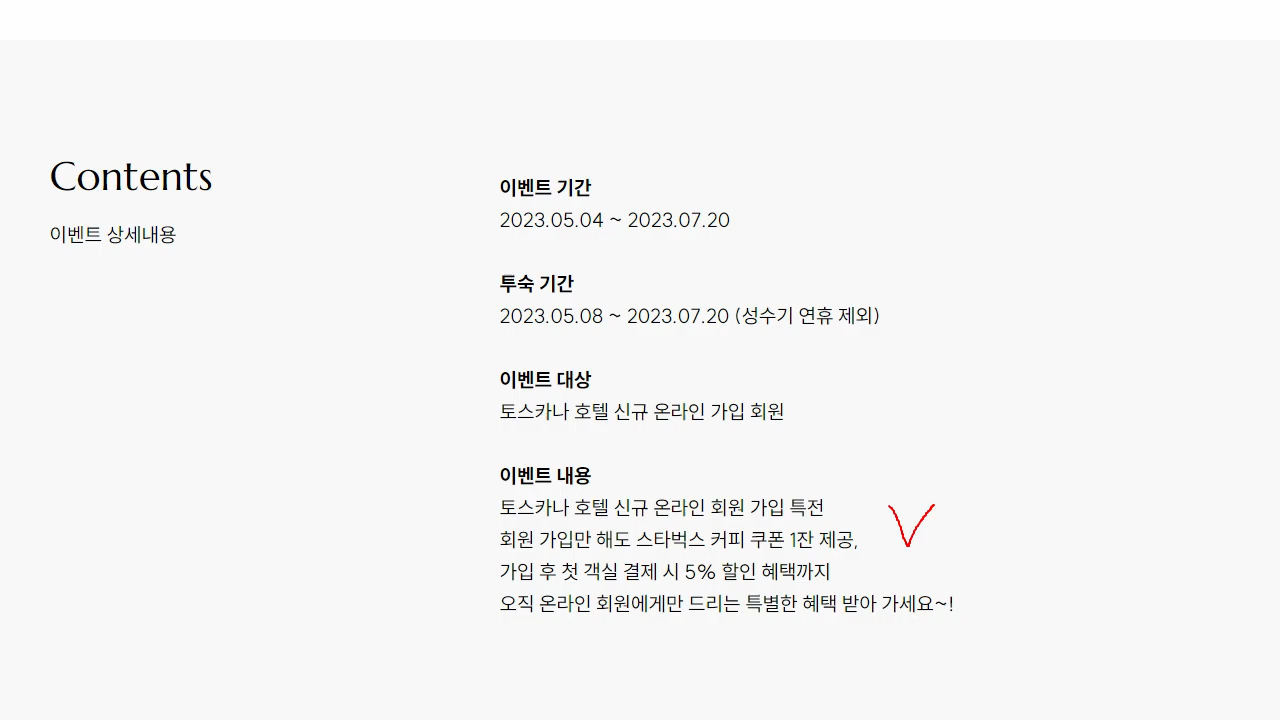 Contents
이벤트 상세내용
이벤트 기간
2023.05.04 ~ 2023.07.20
투숙 기간
2023.05.08 ~ 2023.07.20 (성수기 연휴 제외)
이벤트 대상
토스카나 호텔 신규 온라인 가입 회원
이벤트 내용
토스카나 호텔 신규 온라인 회원 가입 특전
회원 가입만 해도 스타벅스 커피 쿠폰 1잔 제공,
가입 후 첫 객실 결제 시 5% 할인 혜택까지
오직 온라인 회원에게만 드리는 특별한 혜택 받아 가세요~!